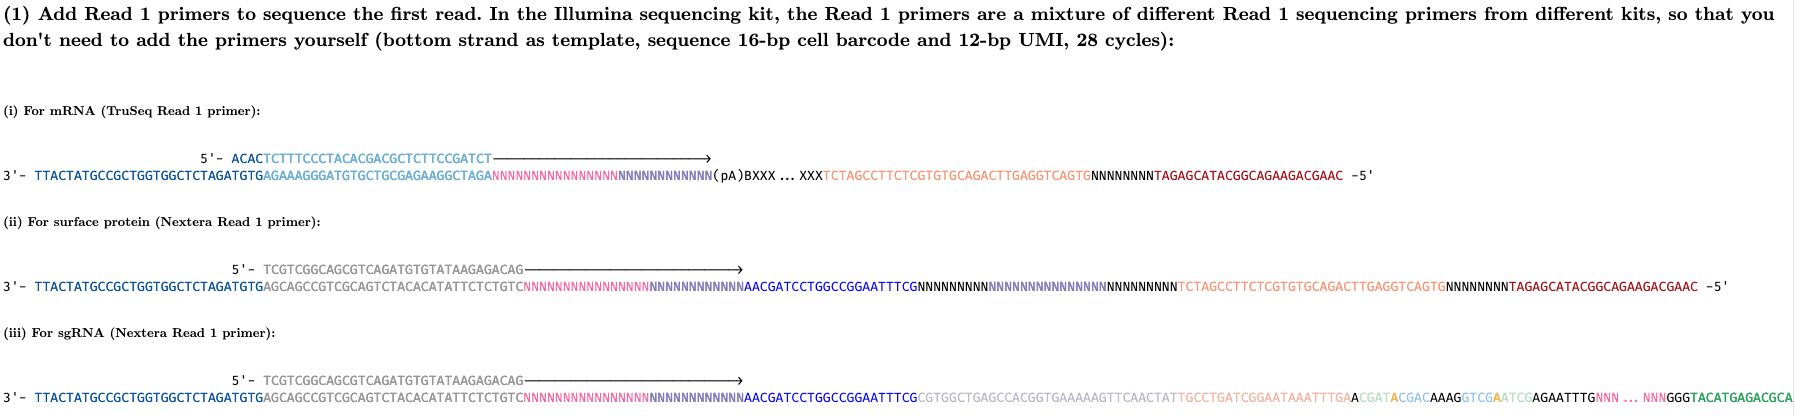 (1) Add Read 1 primers to sequence the first read. In the Illumina sequencing kit, the Read 1 primers are a mixture of different Read 1 sequencing primers from different kits, so that you
don't need to add the primers yourself (bottom strand as template, sequence 16-bp cell barcode and 12-bp UMI, 28 cycles):
(i) For mRNA (TruSeq Read 1 primer):
5'- ACACTCTTTCCCTACACGACGCTCTTCCGATCT
3'- TTACTATGCCGCTGGTGGCTCTAGATGTGAGAAAGGGATGTGCTGCGAGAAGGCTAGANNNNNNNNNNNNNNNNNNNNNNNNNNNN(pA)BXXX...XXXTCTAGCCTTCTCGTGTGCAGACTTGAGGTCAGTGNNNNNNNNTAGAGCATACGGCAGAAGACGAAC -5'
(ii) For surface protein (Nextera Read 1 primer):
5'- TCGTCGGCAGCGTCAGATGTGTATAAGAGACAG
3'- TTACTATGCCGCTGGTGGCTCTAGATGTGAGCAGCCGTCGCAGTCTACACATATTCTCTGTCNNNNNNNNNNNNNNNNNNNNNNNNNNNNAACGATCCTGGCCGGAATTTCGNNNNNNNNNNNNNNNNNNNNNNNNNNNNNNNNNTCTAGCCTTCTCGTGTGCAGACTTGAGGTCAGTGNNNNNNNNTAGAGCATACGGCAGAAGACGAAC -5'
(iii) For sgRNA (Nextera Read 1 primer):
5'- TCGTCGGCAGCGTCAGATGTGTATAAGAGACAG
3'- TTACTATGCCGCTGGTGGCTCTAGATGTGAGCAGCCGTCGCAGTCTACACATATTCTCTGTCNNNNNNNNNNNNNNNNNNNNNNNNNNNNAACGATCCTGGCCGGAATTTCGCGTGGCTGAGCCACGGTGAAAAAGTTCAACTATTGCCTGATCGGAATAAATTTGAACGATACGACAAAGGTCGAATCGAGAATTTGNNN...NNNGGGTACATGAGACGCA